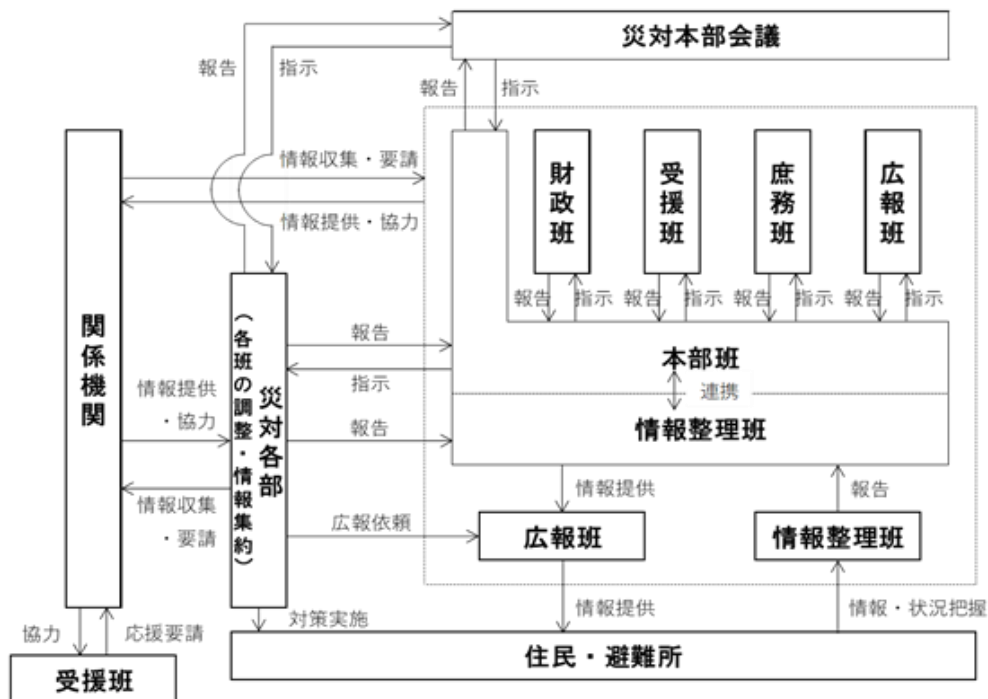 災対本部会議
報告
指示
報告
指示
情報収集・要請
情報提供・協力
財政班
受援班
庶務班
広報班
報告
指示
報告
指示
報告
指示
報告
指示
関係機関
災対各部
（各班の調整・情報集約）
報告
指示
報告
本部班
連携
情報整理班
情報提供
・協力
情報収集
・要請
広報依頼
情報提供
報告
広報班
情報整理班
対策実施
情報提供
情報・状況把握
協力
応援要請
受援班
住民・避難所